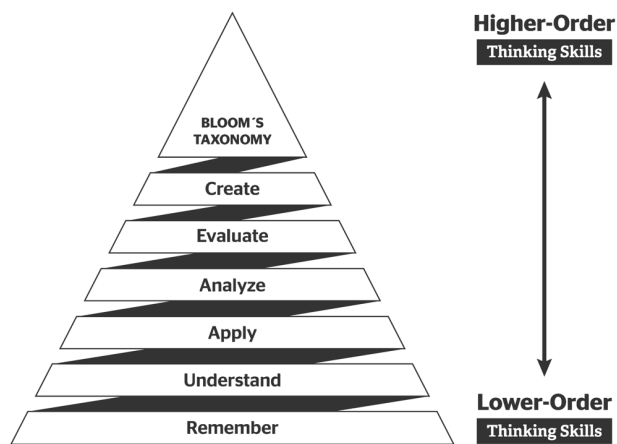 BLOOM´S
TAXONOMY
Create
Evaluate
Analyze
Apply
Understand
Remember
Higher-Order
Thinking Skills
Lower-Order
Thinking Skills